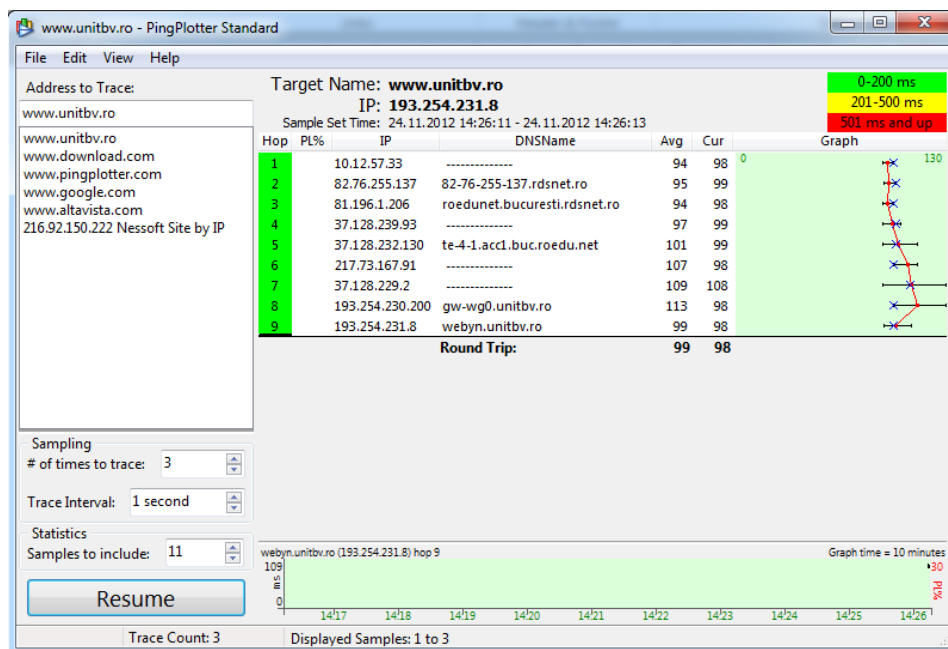 www.unitbv.ro - PingPlotter Standard
File Edit View Help
Address to Trace:
www.unitbv.ro
www.unitbv.ro
www.download.com
www.pingplotter.com
www.google.com
www.altavista.com
216.92.150.222 Nessoft Site by IP
Sampling
# of times to trace: 3
Trace Interval: 1 second
Statistics
Samples to include: 11
Resume
Target Name: www.unitbv.ro
IP: 193.254.231.8
Sample Set Time: 24.11.2012 14:26:11 - 24.11.2012 14:26:13
0-200 ms
201-500 ms
501 ms and up
Hop PL% IP DNSName Avg Cur Graph
0 130
1 10.12.57.33 -------------- 94 98
2 82.76.255.137 82-76-255-137.rdsnet.ro 95 99
3 81.196.1.206 roedunet.bucuresti.rdsnet.ro 94 98
4 37.128.239.93 -------------- 97 99
5 37.128.232.130 te-4-1.acc1.buc.roedu.net 101 99
6 217.73.167.91 -------------- 107 98
7 37.128.229.2 -------------- 109 108
8 193.254.230.200 gw-wg0.unitbv.ro 113 98
9 193.254.231.8 webyn.unitbv.ro 99 98
Round Trip: 99 98
webyn.unitbv.ro (193.254.231.8) hop 9 Graph time = 10 minutes
109 30
ms PL%
0
14:17 14:18 14:19 14:20 14:21 14:22 14:23 14:24 14:25 14:26
Trace Count: 3 Displayed Samples: 1 to 3